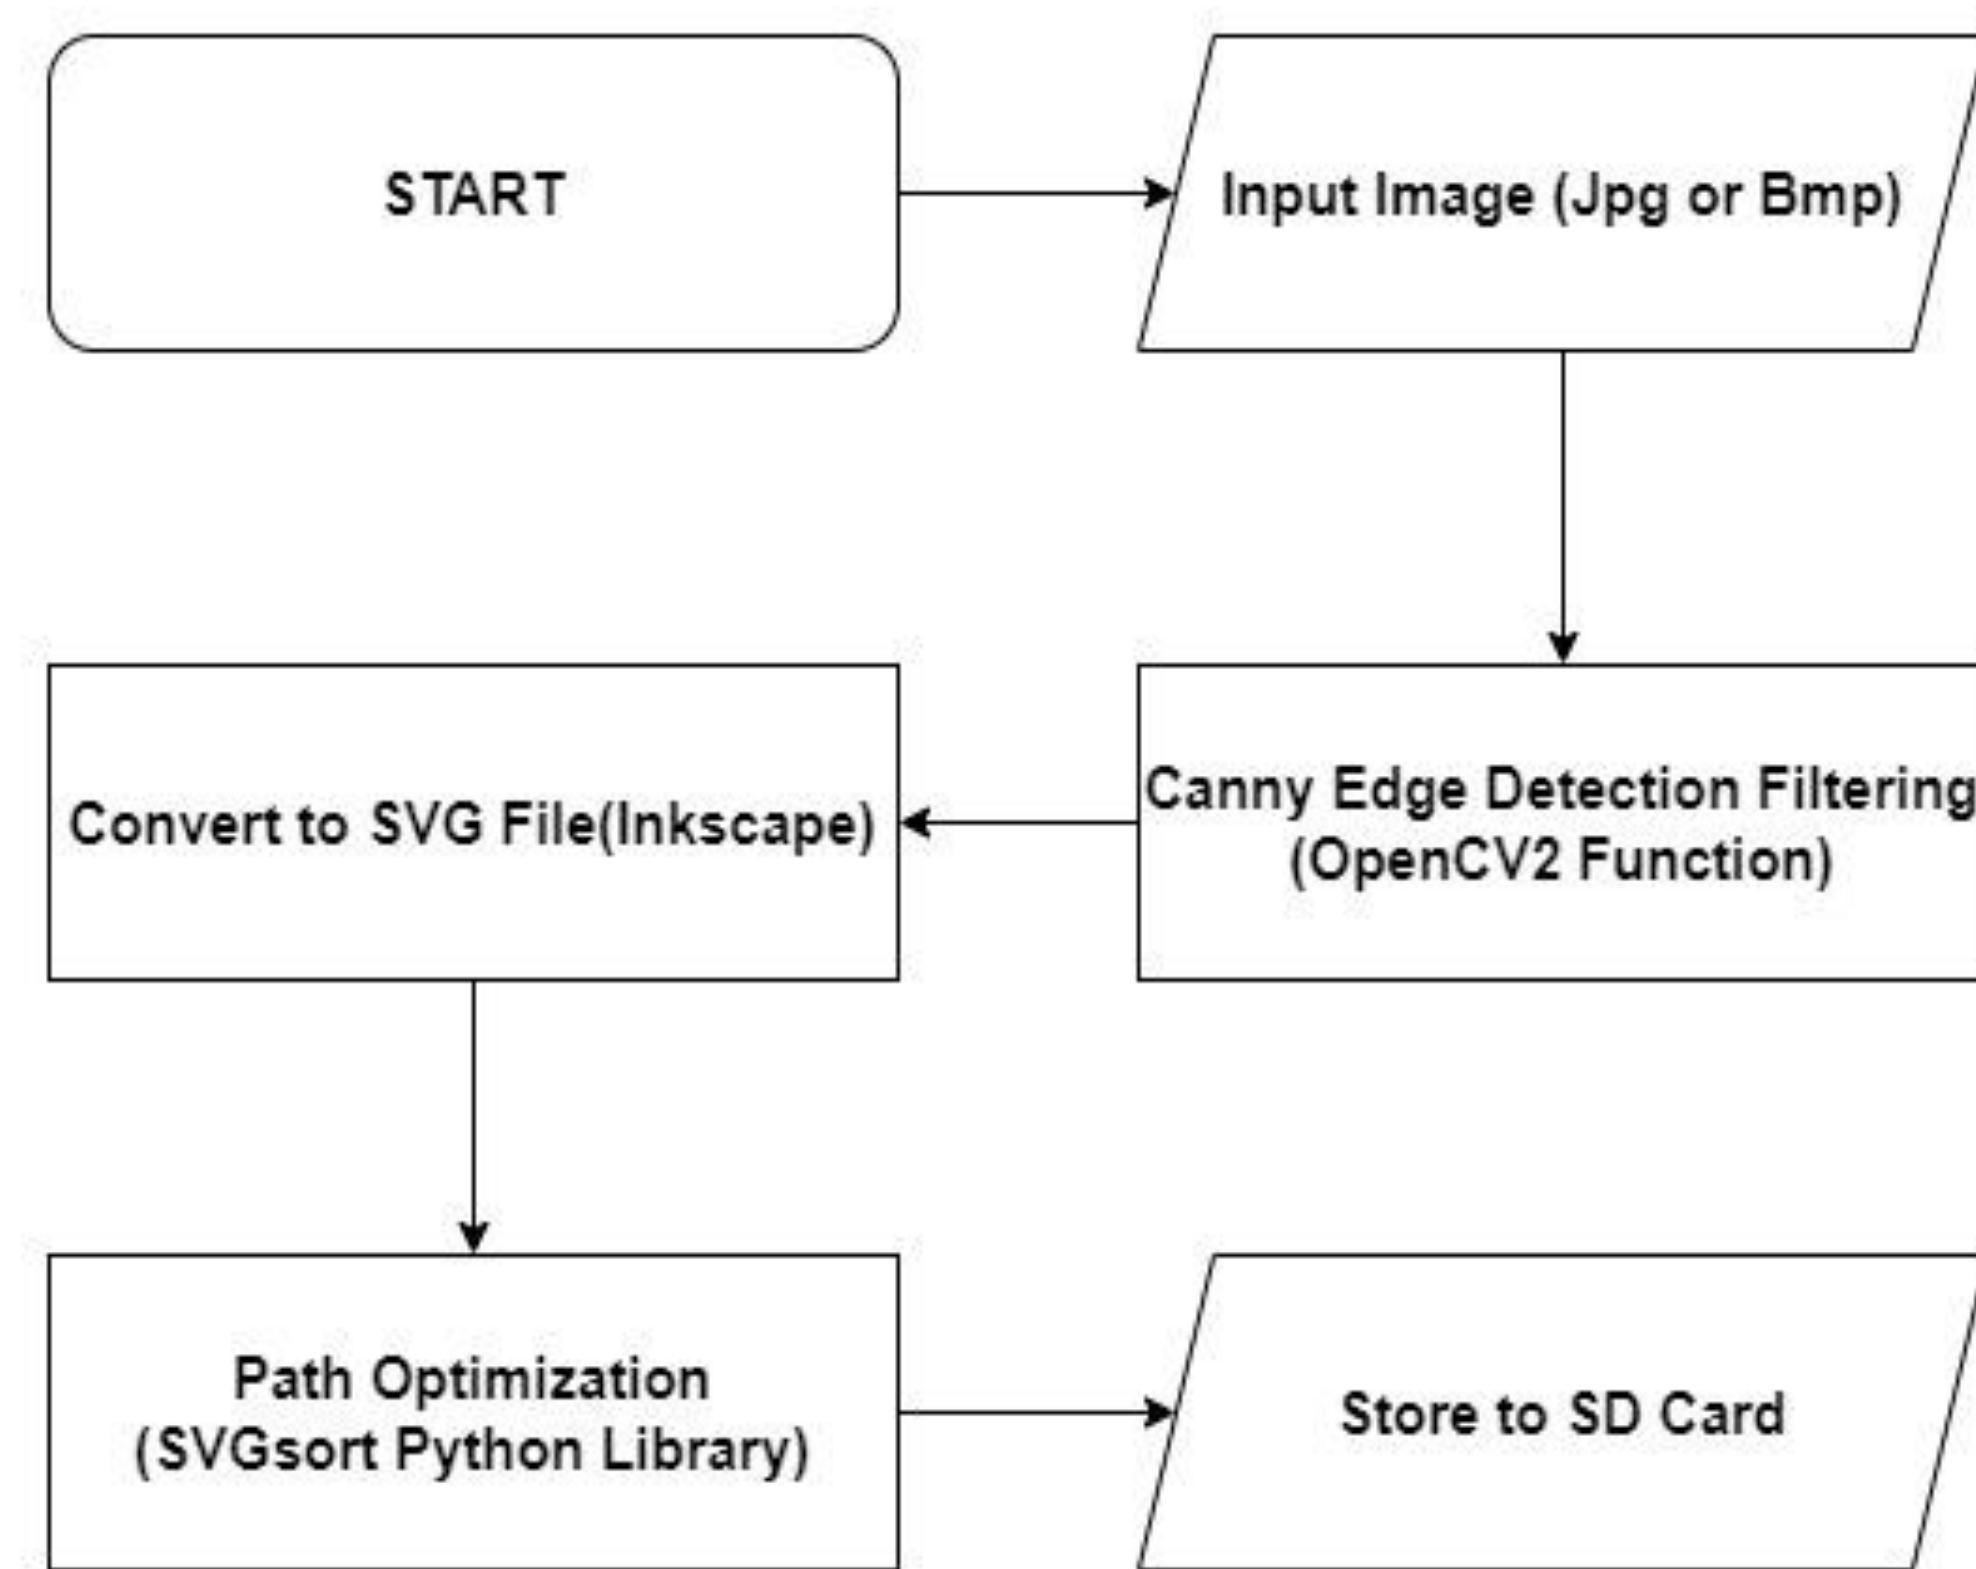 START
Input Image (Jpg or Bmp)
Canny Edge Detection Filtering
(OpenCV2 Function)
Convert to SVG File(Inkscape)
Path Optimization
(SVGsort Python Library)
Store to SD Card